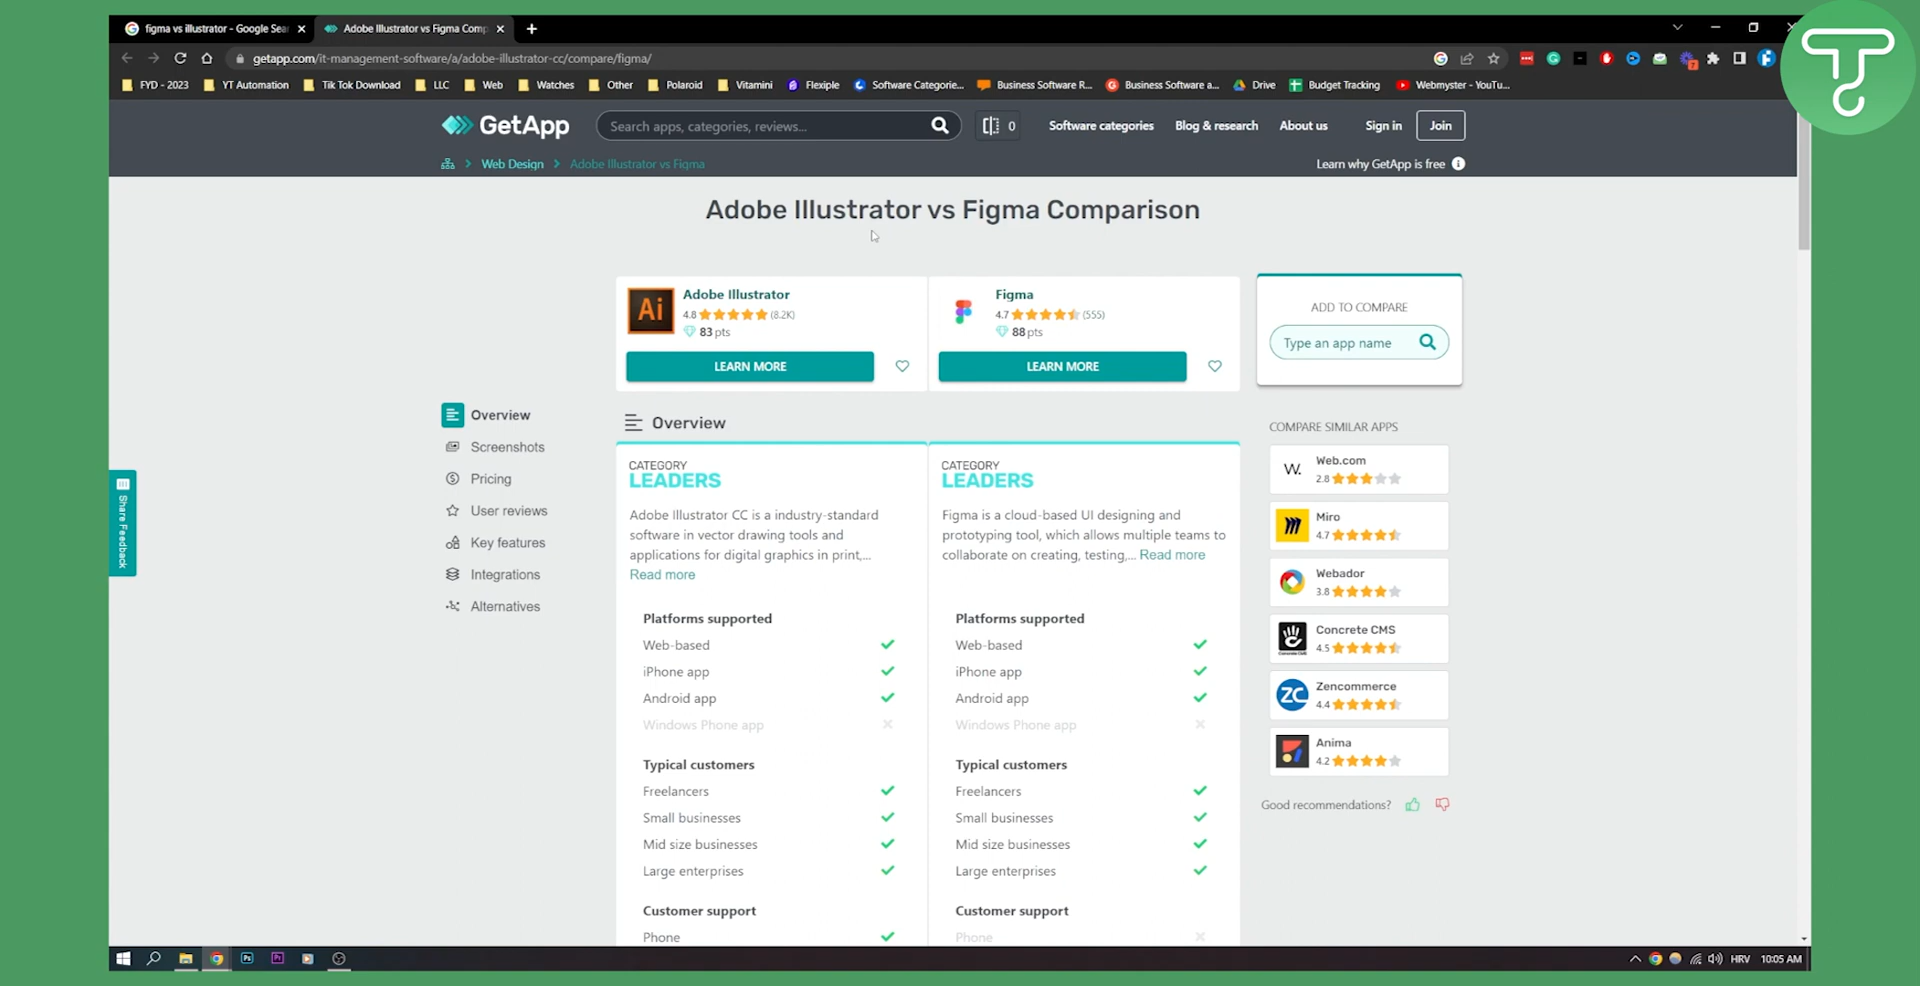 figma vs illustrator - Google Sea
Adobe Illustrator vs Figma Comp
getapp.com/it-management-software/a/adobe-illustrator-cc/compare/figma/
FYD - 2023
YT Automation
Tik Tok Download
LLC
Web
Watches
Other
Polaroid
Vitamini
Flexiple
Software Categorie...
Business Software R...
Business Software a...
Drive
Budget Tracking
Webmyster - YouTu...
GetApp
Search apps, categories, reviews...
0
Software categories
Blog & research
About us
Sign in
Join
Web Design
Adobe Illustrator vs Figma
Learn why GetApp is free
Adobe Illustrator vs Figma Comparison
Ai
Adobe Illustrator
4.8 (8.2K)
83 pts
LEARN MORE
Figma
4.7 (555)
88 pts
LEARN MORE
ADD TO COMPARE
Type an app name
Overview
Screenshots
Pricing
User reviews
Key features
Integrations
Alternatives
Share Feedback
Overview
CATEGORY
LEADERS
Adobe Illustrator CC is a industry-standard
software in vector drawing tools and
applications for digital graphics in print,...
Read more
Platforms supported
Web-based
iPhone app
Android app
Windows Phone app
Typical customers
Freelancers
Small businesses
Mid size businesses
Large enterprises
Customer support
Phone
CATEGORY
LEADERS
Figma is a cloud-based UI designing and
prototyping tool, which allows multiple teams to
collaborate on creating, testing,... Read more
Platforms supported
Web-based
iPhone app
Android app
Windows Phone app
Typical customers
Freelancers
Small businesses
Mid size businesses
Large enterprises
Customer support
Phone
COMPARE SIMILAR APPS
W.
Web.com
2.8
Miro
4.7
Webador
3.8
Concrete CMS
4.5
ZC
Zencommerce
4.4
Anima
4.2
Good recommendations?
Ps
Pr
HRV
10:05 AM